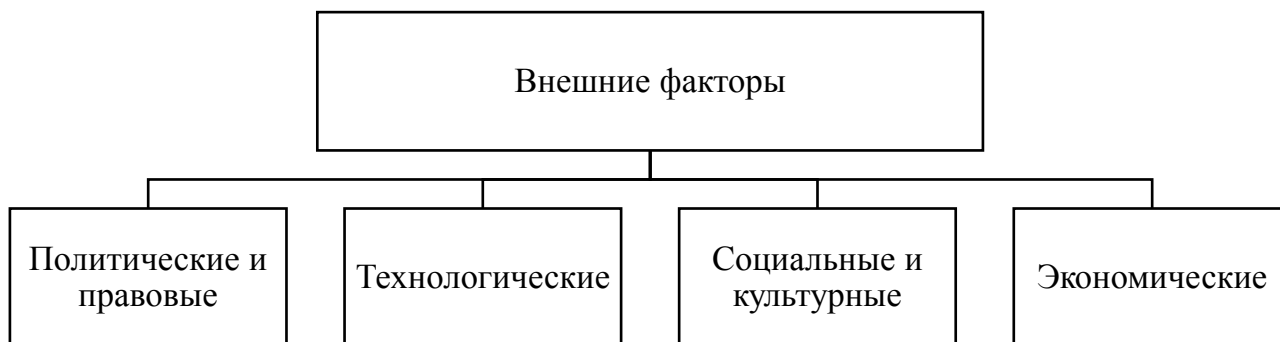 Внешние факторы
Политические и
правовые
Технологические
Социальные и
культурные
Экономические